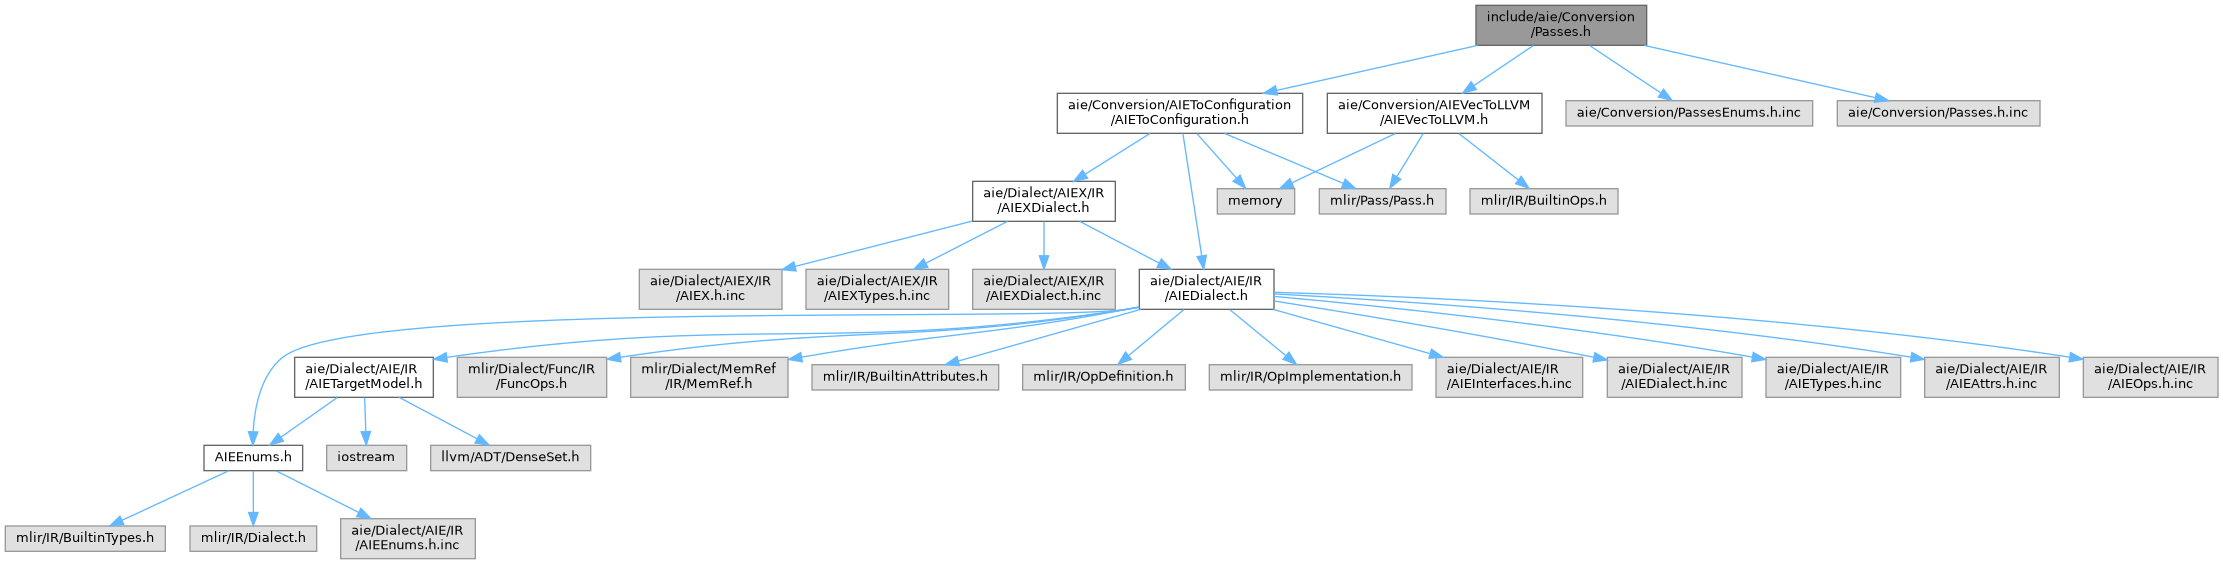 include/aie/Conversion
/Passes.h
aie/Conversion/AIEToConfiguration
/AIEToConfiguration.h
aie/Conversion/AIEVecToLLVM
/AIEVecToLLVM.h
aie/Conversion/PassesEnums.h.inc
aie/Conversion/Passes.h.inc
aie/Dialect/AIEX/IR
/AIEXDialect.h
memory
mlir/Pass/Pass.h
mlir/IR/BuiltinOps.h
aie/Dialect/AIEX/IR
/AIEX.h.inc
aie/Dialect/AIEX/IR
/AIEXTypes.h.inc
aie/Dialect/AIEX/IR
/AIEXDialect.h.inc
aie/Dialect/AIE/IR
/AIEDialect.h
aie/Dialect/AIE/IR
/AIETargetModel.h
mlir/Dialect/Func/IR
/FuncOps.h
mlir/Dialect/MemRef
/IR/MemRef.h
mlir/IR/BuiltinAttributes.h
mlir/IR/OpDefinition.h
mlir/IR/OpImplementation.h
aie/Dialect/AIE/IR
/AIEInterfaces.h.inc
aie/Dialect/AIE/IR
/AIEDialect.h.inc
aie/Dialect/AIE/IR
/AIETypes.h.inc
aie/Dialect/AIE/IR
/AIEAttrs.h.inc
aie/Dialect/AIE/IR
/AIEOps.h.inc
AIEEnums.h
iostream
llvm/ADT/DenseSet.h
mlir/IR/BuiltinTypes.h
mlir/IR/Dialect.h
aie/Dialect/AIE/IR
/AIEEnums.h.inc